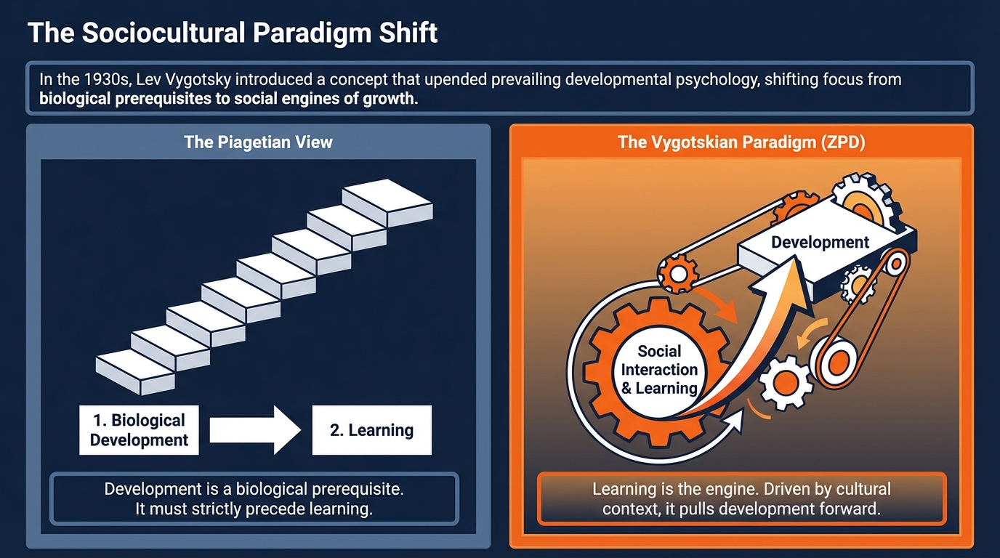 The Sociocultural Paradigm Shift
In the 1930s, Lev Vygotsky introduced a concept that upended prevailing developmental psychology, shifting focus from
biological prerequisites to social engines of growth.
The Piagetian View
1. Biological
Development
2. Learning
Development is a biological prerequisite.
It must strictly precede learning.
The Vygotskian Paradigm (ZPD)
Development
Social
Interaction
& Learning
Learning is the engine. Driven by cultural
context, it pulls development forward.